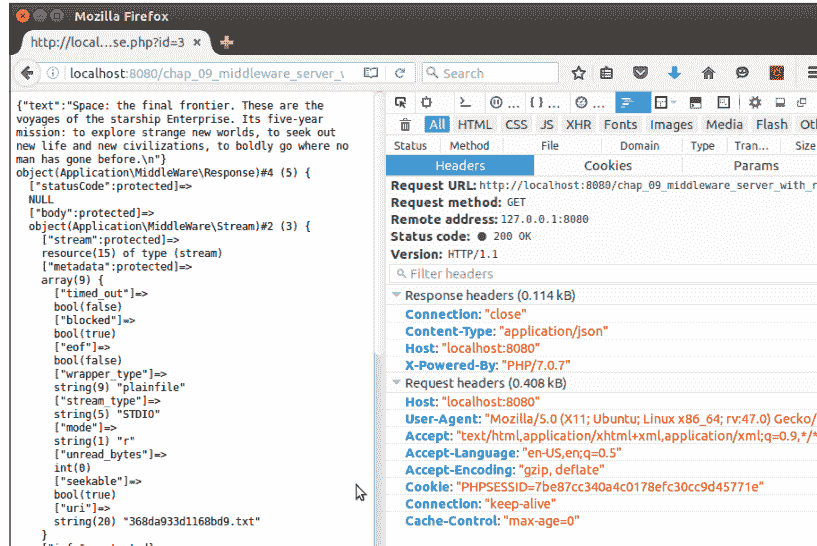 Mozilla Firefox
http://local...se.php?id=3
localhost:8080/chap_09_middleware_server_
Search
{"text":"Space: the final frontier. These are the
voyages of the starship Enterprise. Its five-year
mission: to explore strange new worlds, to seek out
new life and new civilizations, to boldly go where no
man has gone before.\n"}
object(Application\MiddleWare\Response)#4 (5) {
["statusCode":protected]=>
NULL
["body":protected]=>
object(Application\MiddleWare\Stream)#2 (3) {
["stream":protected]=>
resource(15) of type (stream)
["metadata":protected]=>
array(9) {
["timed_out"]=>
bool(false)
["blocked"]=>
bool(true)
["eof"]=>
bool(false)
["wrapper_type"]=>
string(9) "plainfile"
["stream_type"]=>
string(5) "STDIO"
["mode"]=>
string(1) "r"
["unread_bytes"]=>
int(0)
["seekable"]=>
bool(true)
["uri"]=>
string(20) "368da933d1168bd9.txt"
}
All HTML CSS JS XHR Fonts Images Media Flash Ot
Status Method File Domain Type Tran... Size
Headers Cookies Params
Request URL: http://localhost:8080/chap_09_middleware_server_with_r
Request method: GET
Remote address: 127.0.0.1:8080
Status code: 200 OK
Version: HTTP/1.1
Filter headers
Response headers (0.114 kB)
Connection: "close"
Content-Type: "application/json"
Host: "localhost:8080"
X-Powered-By: "PHP/7.0.7"
Request headers (0.408 kB)
Host: "localhost:8080"
User-Agent: "Mozilla/5.0 (X11; Ubuntu; Linux x86_64; rv:47.0) Gecko/
Accept: "text/html,application/xhtml+xml,application/xml;q=0.9,*/*
Accept-Language: "en-US,en;q=0.5"
Accept-Encoding: "gzip, deflate"
Cookie: "PHPSESSID=7be87cc340a4c0178efc30cc9d45771e"
Connection: "keep-alive"
Cache-Control: "max-age=0"